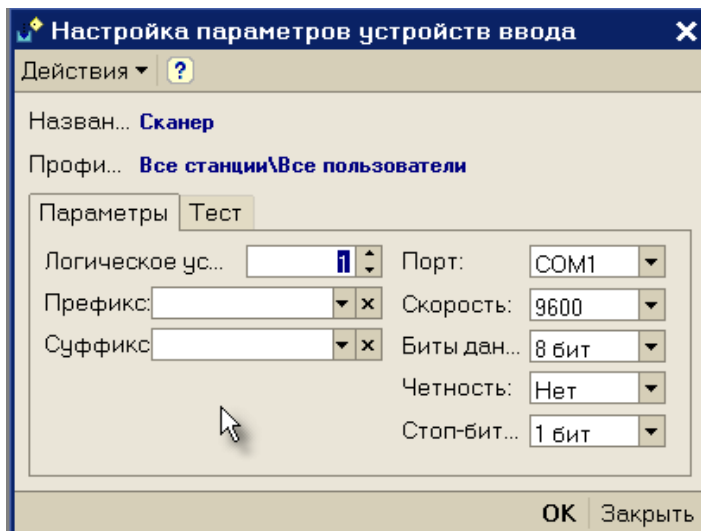 Настройка параметров устройств ввода
Действия ?
Назван... Сканер
Профи... Все станции\Все пользователи
Параметры Тест
Логическое ус... 1 Порт: COM1
Префикс: Скорость: 9600
Суффикс Биты дан... 8 бит
Четность: Нет
Стоп-бит... 1 бит
OK Закрыть